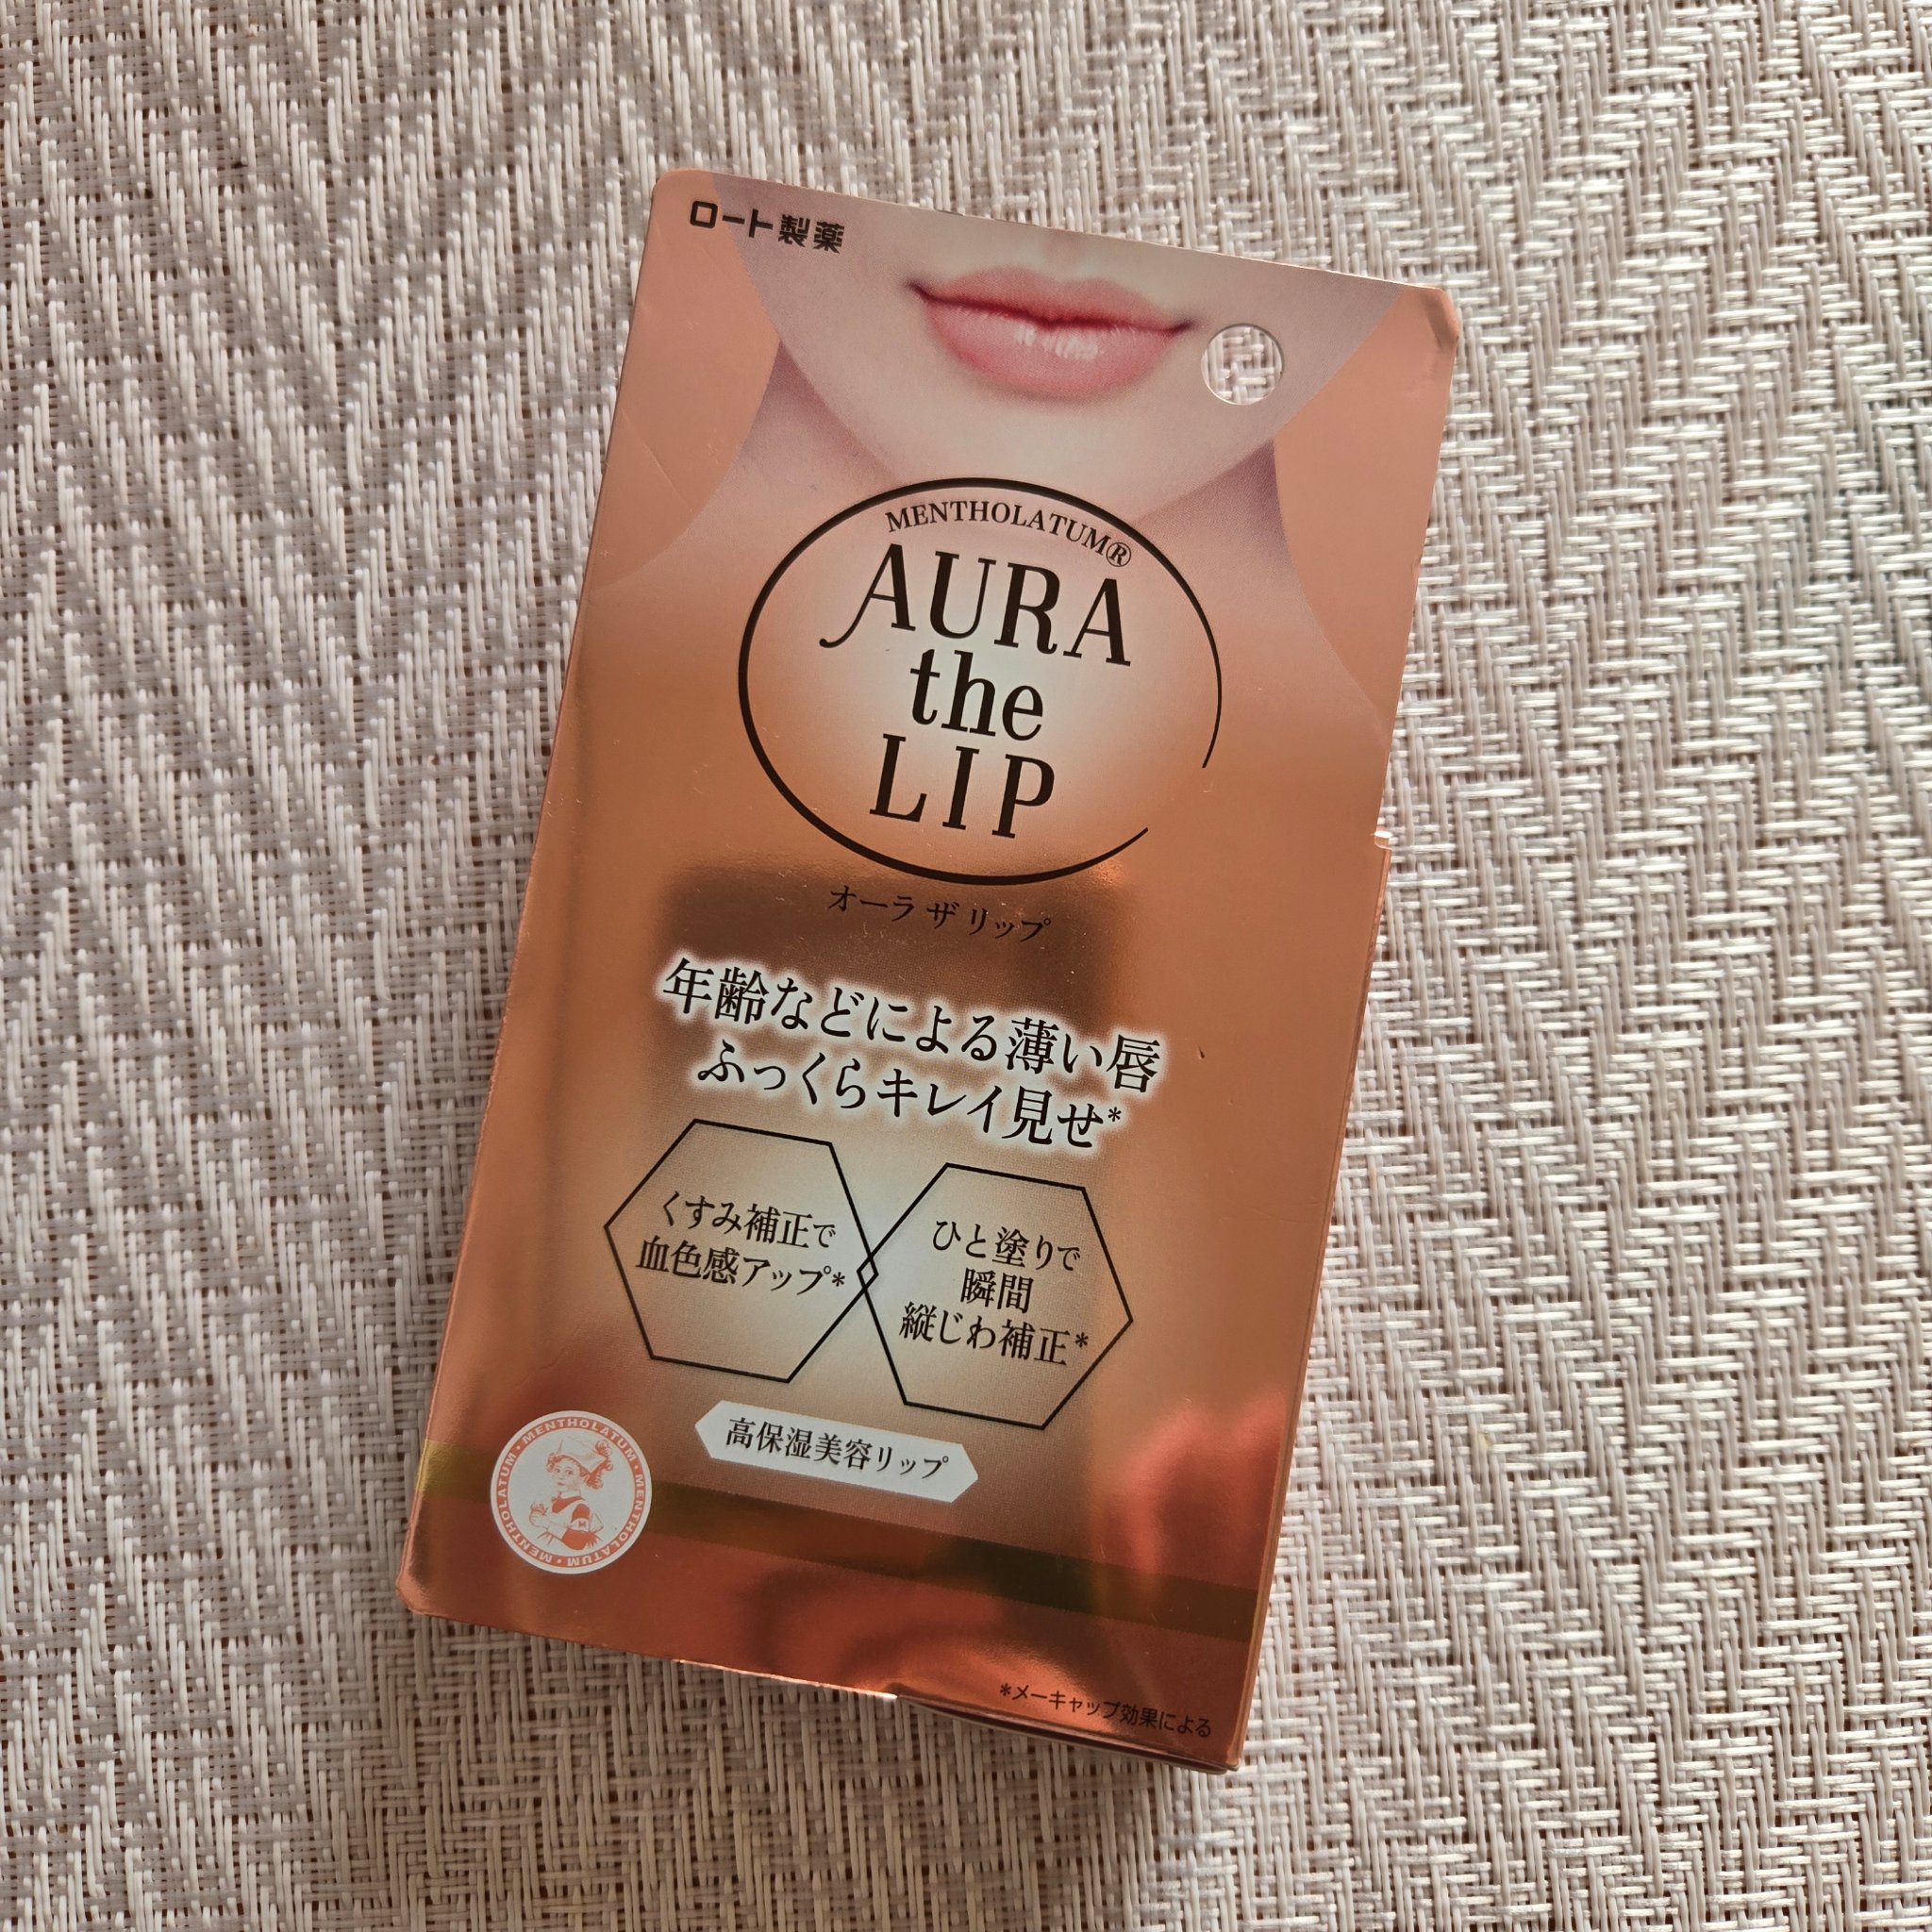 ロート製薬
MENTHOLATUM®
AURA
the
LIP
オーラ ザ リップ
年齢などによる薄い唇
ふっくらキレイ見せ*
くすみ補正で
血色感アップ*
ひと塗りで
瞬間
縦じわ補正*
高保湿美容リップ
MENTHOLATUM・MENTHOLATUM・MENTHOLATUM・MENTHOLATUM・
*メーキャップ効果による